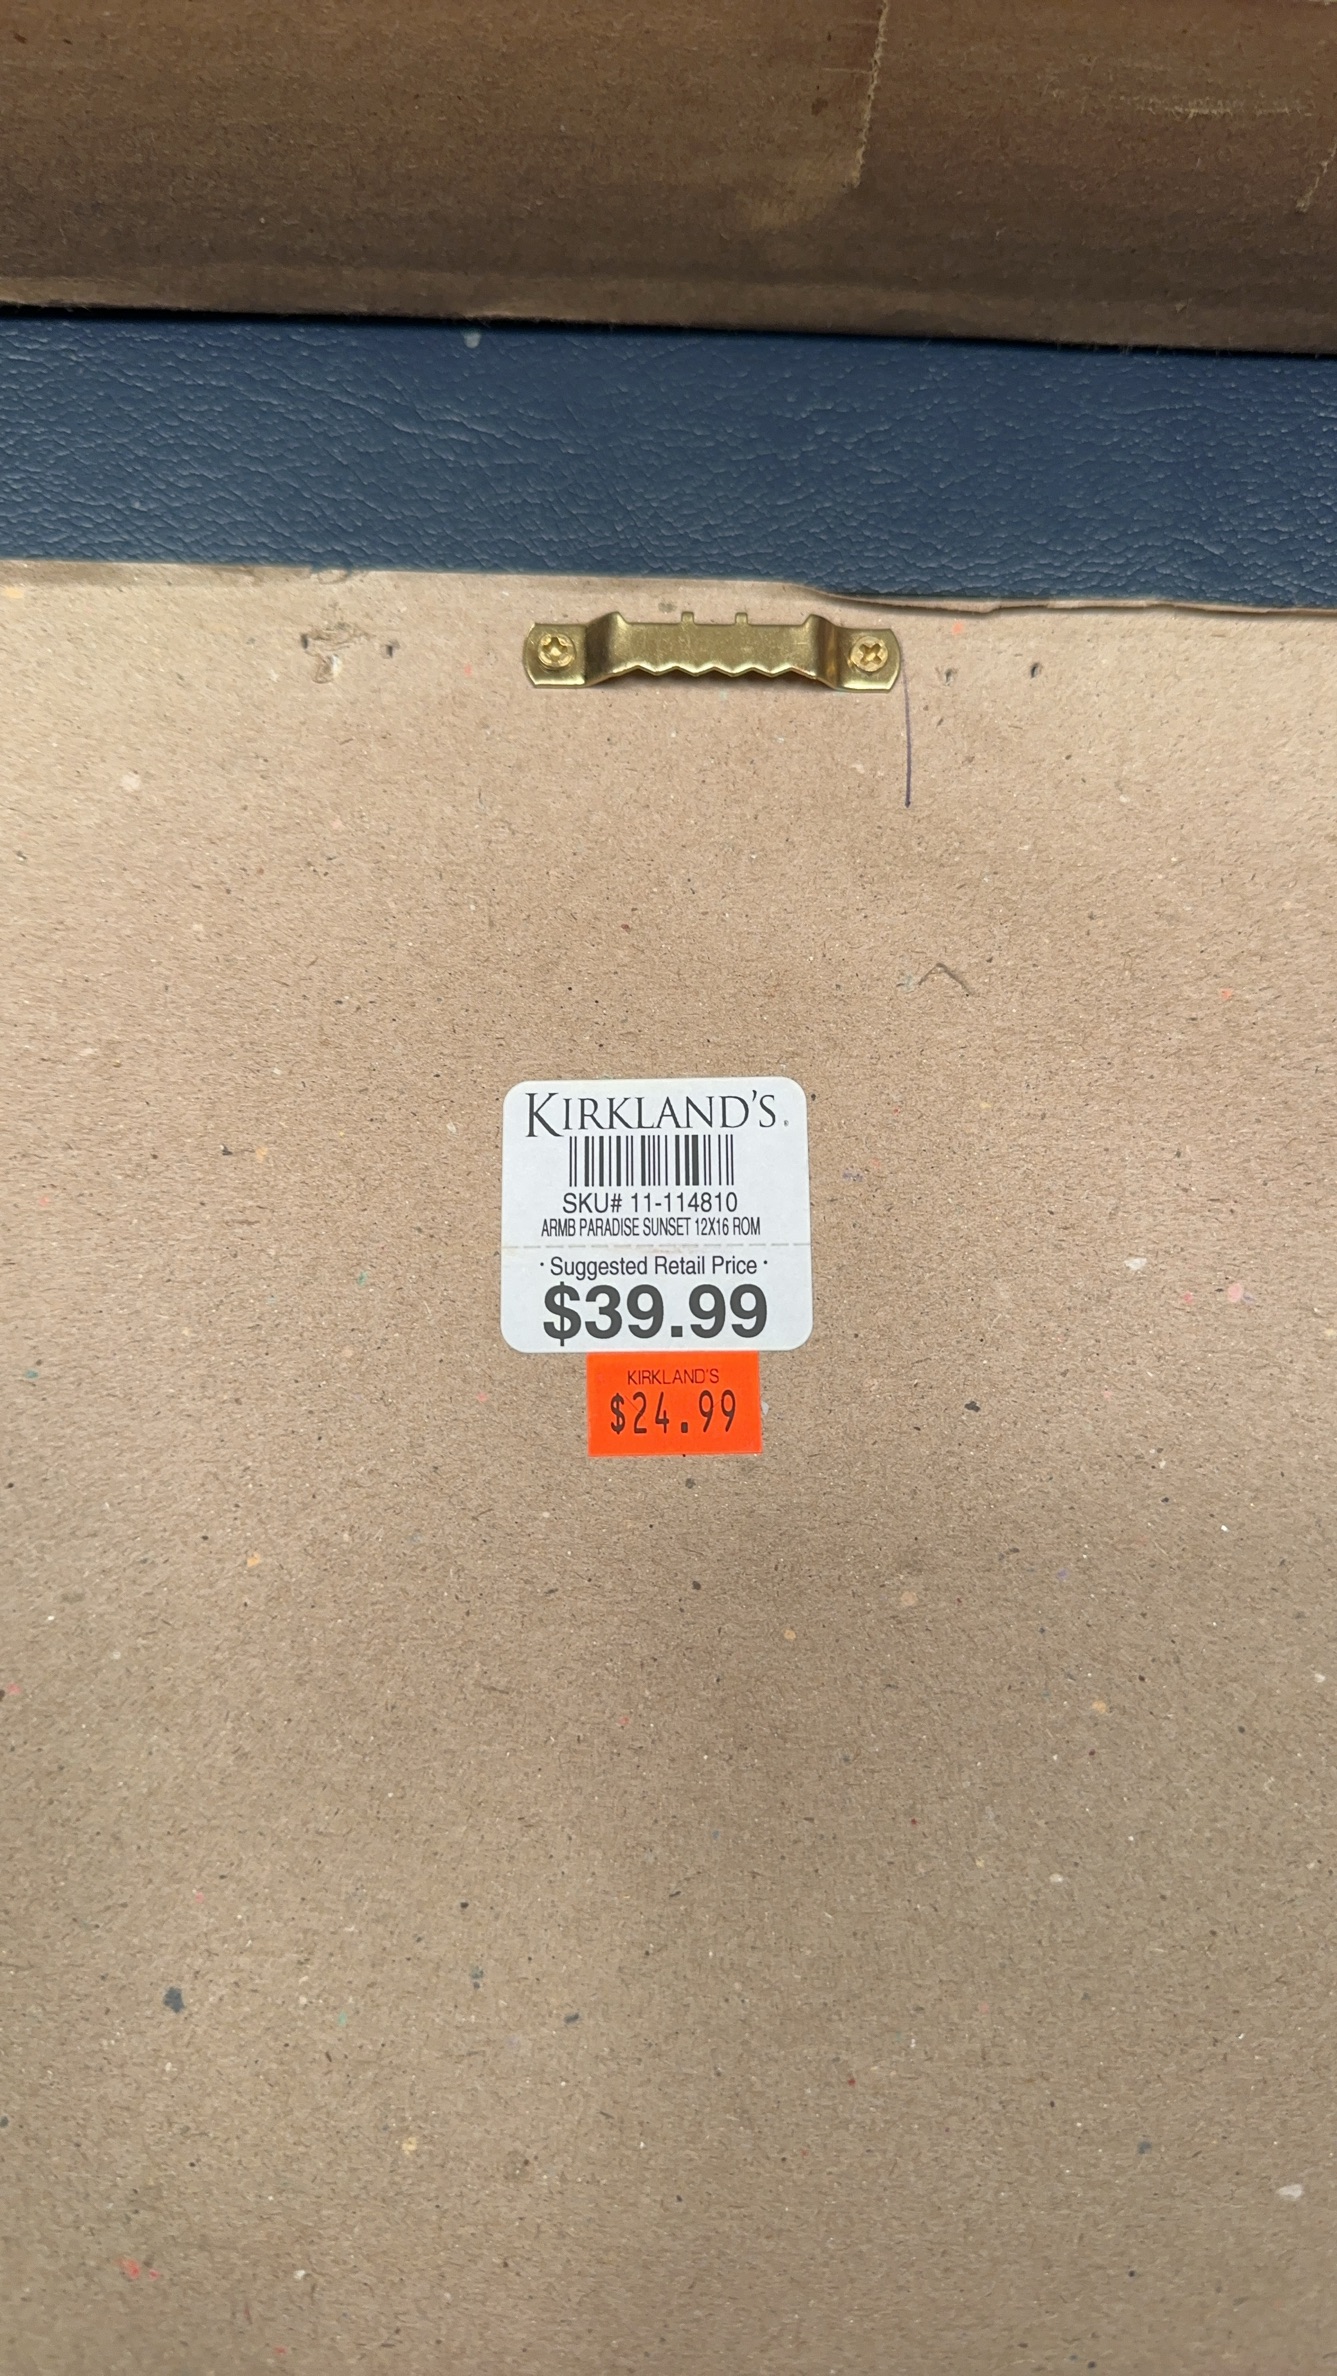 KIRKLAND'S
SKU# 11-114810
ARMB PARADISE SUNSET 12X16 ROM
· Suggested Retail Price ·
$39.99
KIRKLAND'S
$24.99